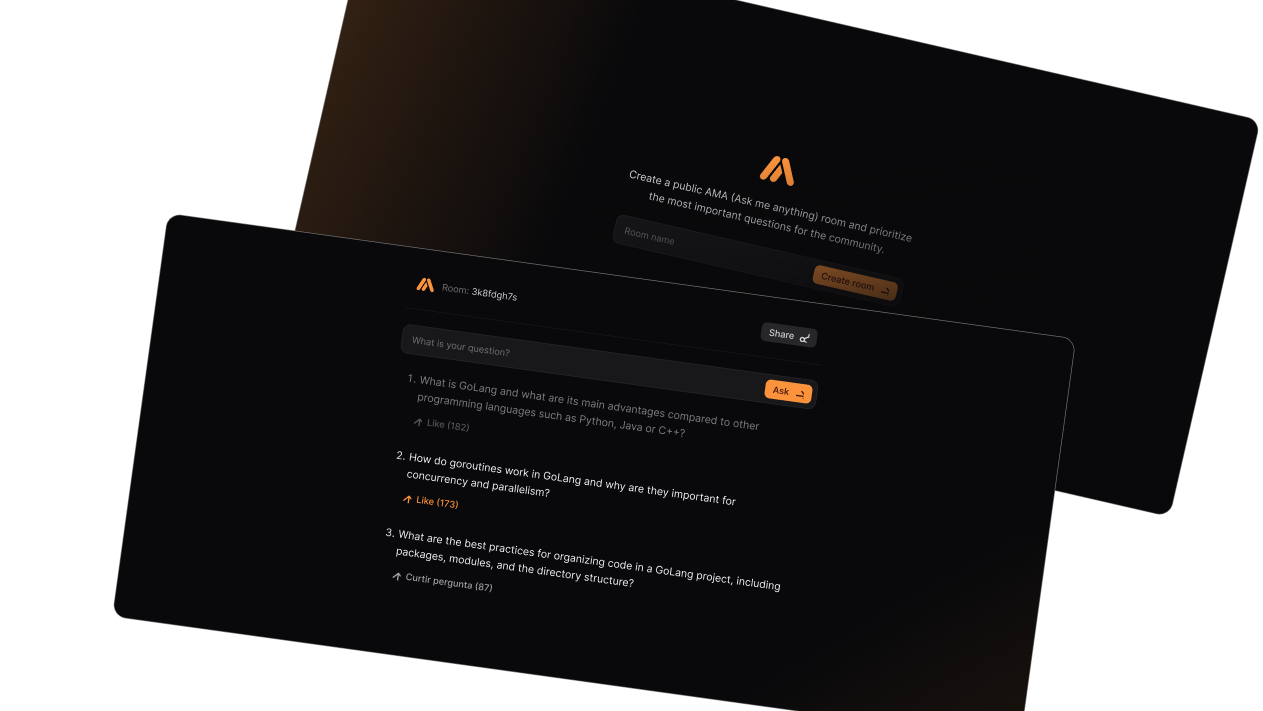 Create a public AMA (Ask me anything) room and prioritize
the most important questions for the community.
Room name
Create room
Room: 3k8fdgh7s
Share
What is your question?
Ask
1. What is GoLang and what are its main advantages compared to other
programming languages such as Python, Java or C++?
Like (182)
2. How do goroutines work in GoLang and why are they important for
concurrency and parallelism?
Like (173)
3. What are the best practices for organizing code in a GoLang project, including
packages, modules, and the directory structure?
Curtir pergunta (87)